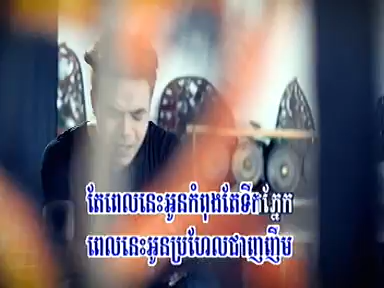 តែពេលនេះអូនកំពុងតែទឹកភ្នែក
ពេលនេះអូនប្រហែលជាញញឹម